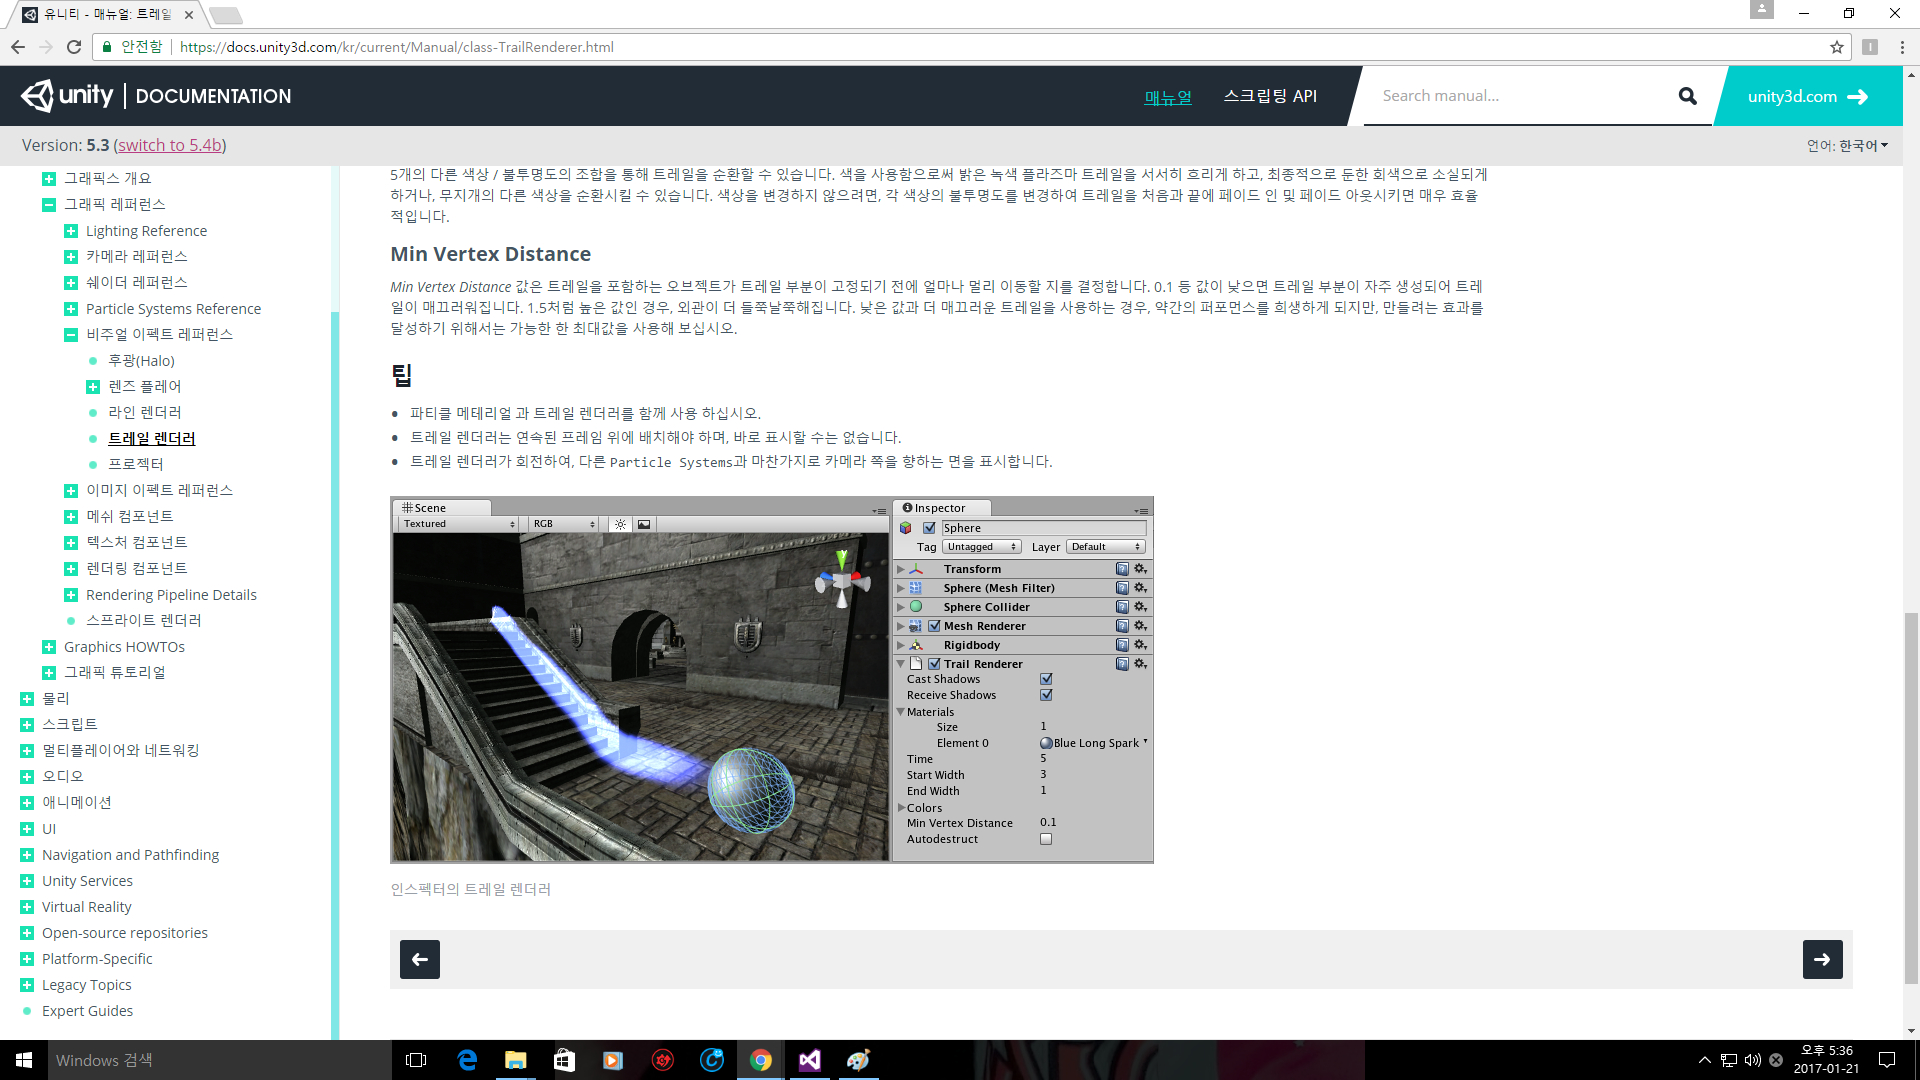 유니티 - 매뉴얼: 트레일
안전함
https://docs.unity3d.com/kr/current/Manual/class-TrailRenderer.html
unity DOCUMENTATION
매뉴얼
스크립팅 API
Search manual...
unity3d.com
Version: 5.3 (switch to 5.4b)
언어: 한국어
그래픽스 개요
그래픽 레퍼런스
Lighting Reference
카메라 레퍼런스
쉐이더 레퍼런스
Particle Systems Reference
비주얼 이펙트 레퍼런스
후광(Halo)
렌즈 플레어
라인 렌더러
트레일 렌더러
프로젝터
이미지 이펙트 레퍼런스
메쉬 컴포넌트
텍스처 컴포넌트
렌더링 컴포넌트
Rendering Pipeline Details
스프라이트 렌더러
Graphics HOWTOs
그래픽 튜토리얼
물리
스크립트
멀티플레이어와 네트워킹
오디오
애니메이션
UI
Navigation and Pathfinding
Unity Services
Virtual Reality
Open-source repositories
Platform-Specific
Legacy Topics
Expert Guides
5개의 다른 색상 / 불투명도의 조합을 통해 트레일을 순환할 수 있습니다. 색을 사용함으로써 밝은 녹색 플라즈마 트레일을 서서히 흐리게 하고, 최종적으로 둔한 회색으로 소실되게
하거나, 무지개의 다른 색상을 순환시킬 수 있습니다. 색상을 변경하지 않으려면, 각 색상의 불투명도를 변경하여 트레일을 처음과 끝에 페이드 인 및 페이드 아웃시키면 매우 효율
적입니다.
Min Vertex Distance
Min Vertex Distance 값은 트레일을 포함하는 오브젝트가 트레일 부분이 고정되기 전에 얼마나 멀리 이동할 지를 결정합니다. 0.1 등 값이 낮으면 트레일 부분이 자주 생성되어 트레
일이 매끄러워집니다. 1.5처럼 높은 값인 경우, 외관이 더 들쭉날쭉해집니다. 낮은 값과 더 매끄러운 트레일을 사용하는 경우, 약간의 퍼포먼스를 희생하게 되지만, 만들려는 효과를
달성하기 위해서는 가능한 한 최대값을 사용해 보십시오.
팁
파티클 메테리얼 과 트레일 렌더러를 함께 사용 하십시오.
트레일 렌더러는 연속된 프레임 위에 배치해야 하며, 바로 표시할 수는 없습니다.
트레일 렌더러가 회전하여, 다른 Particle Systems과 마찬가지로 카메라 쪽을 향하는 면을 표시합니다.
Scene
Textured
RGB
Inspector
Sphere
Tag Untagged Layer Default
Transform
Sphere (Mesh Filter)
Sphere Collider
Mesh Renderer
Rigidbody
Trail Renderer
Cast Shadows
Receive Shadows
Materials
Size 1
Element 0 Blue Long Spark
Time 5
Start Width 3
End Width 1
Colors
Min Vertex Distance 0.1
Autodestruct
인스펙터의 트레일 렌더러
Windows 검색
오후 5:36
2017-01-21